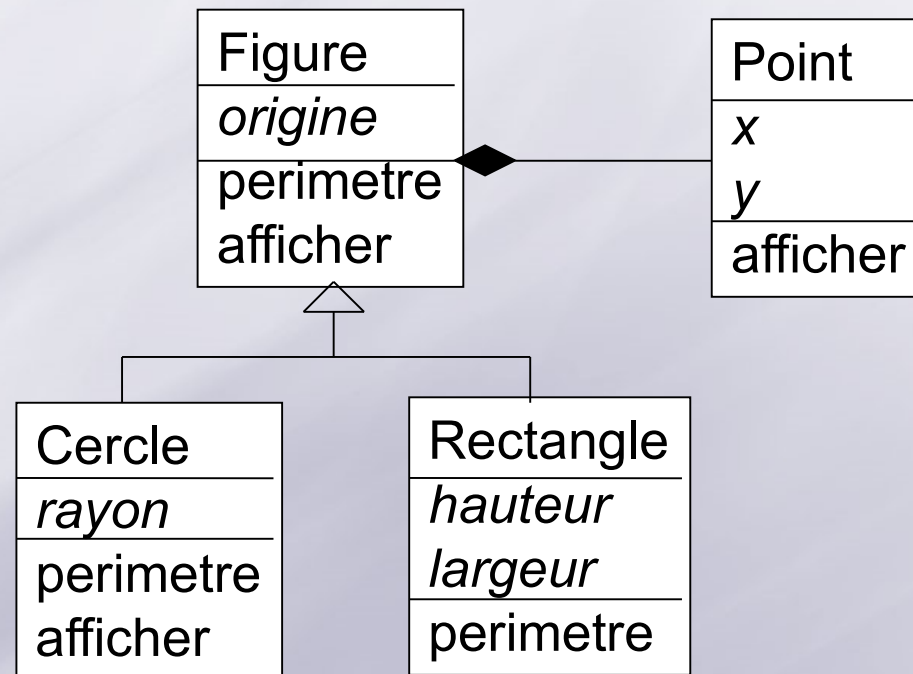 Figure
origine
perimetre
afficher
Point
x
y
afficher
Cercle
rayon
perimetre
afficher
Rectangle
hauteur
largeur
perimetre